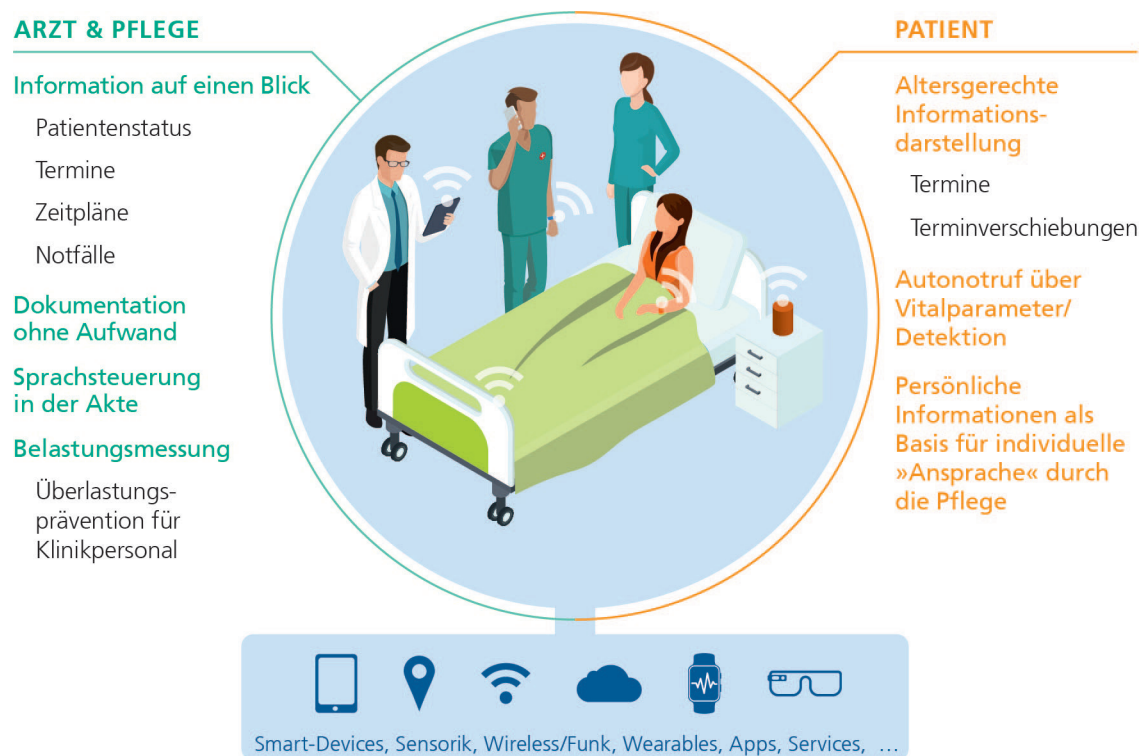 ARZT & PFLEGE
Information auf einen Blick
Patientenstatus
Termine
Zeitpläne
Notfälle
Dokumentation
ohne Aufwand
Sprachsteuerung
in der Akte
Belastungsmessung
Überlastungs-
prävention für
Klinikpersonal
PATIENT
Altersgerechte
Informations-
darstellung
Termine
Terminverschiebungen
Autonotruf über
Vitalparameter/
Detektion
Persönliche
Informationen als
Basis für individuelle
»Ansprache« durch
die Pflege
Smart-Devices, Sensorik, Wireless/Funk, Wearables, Apps, Services, …